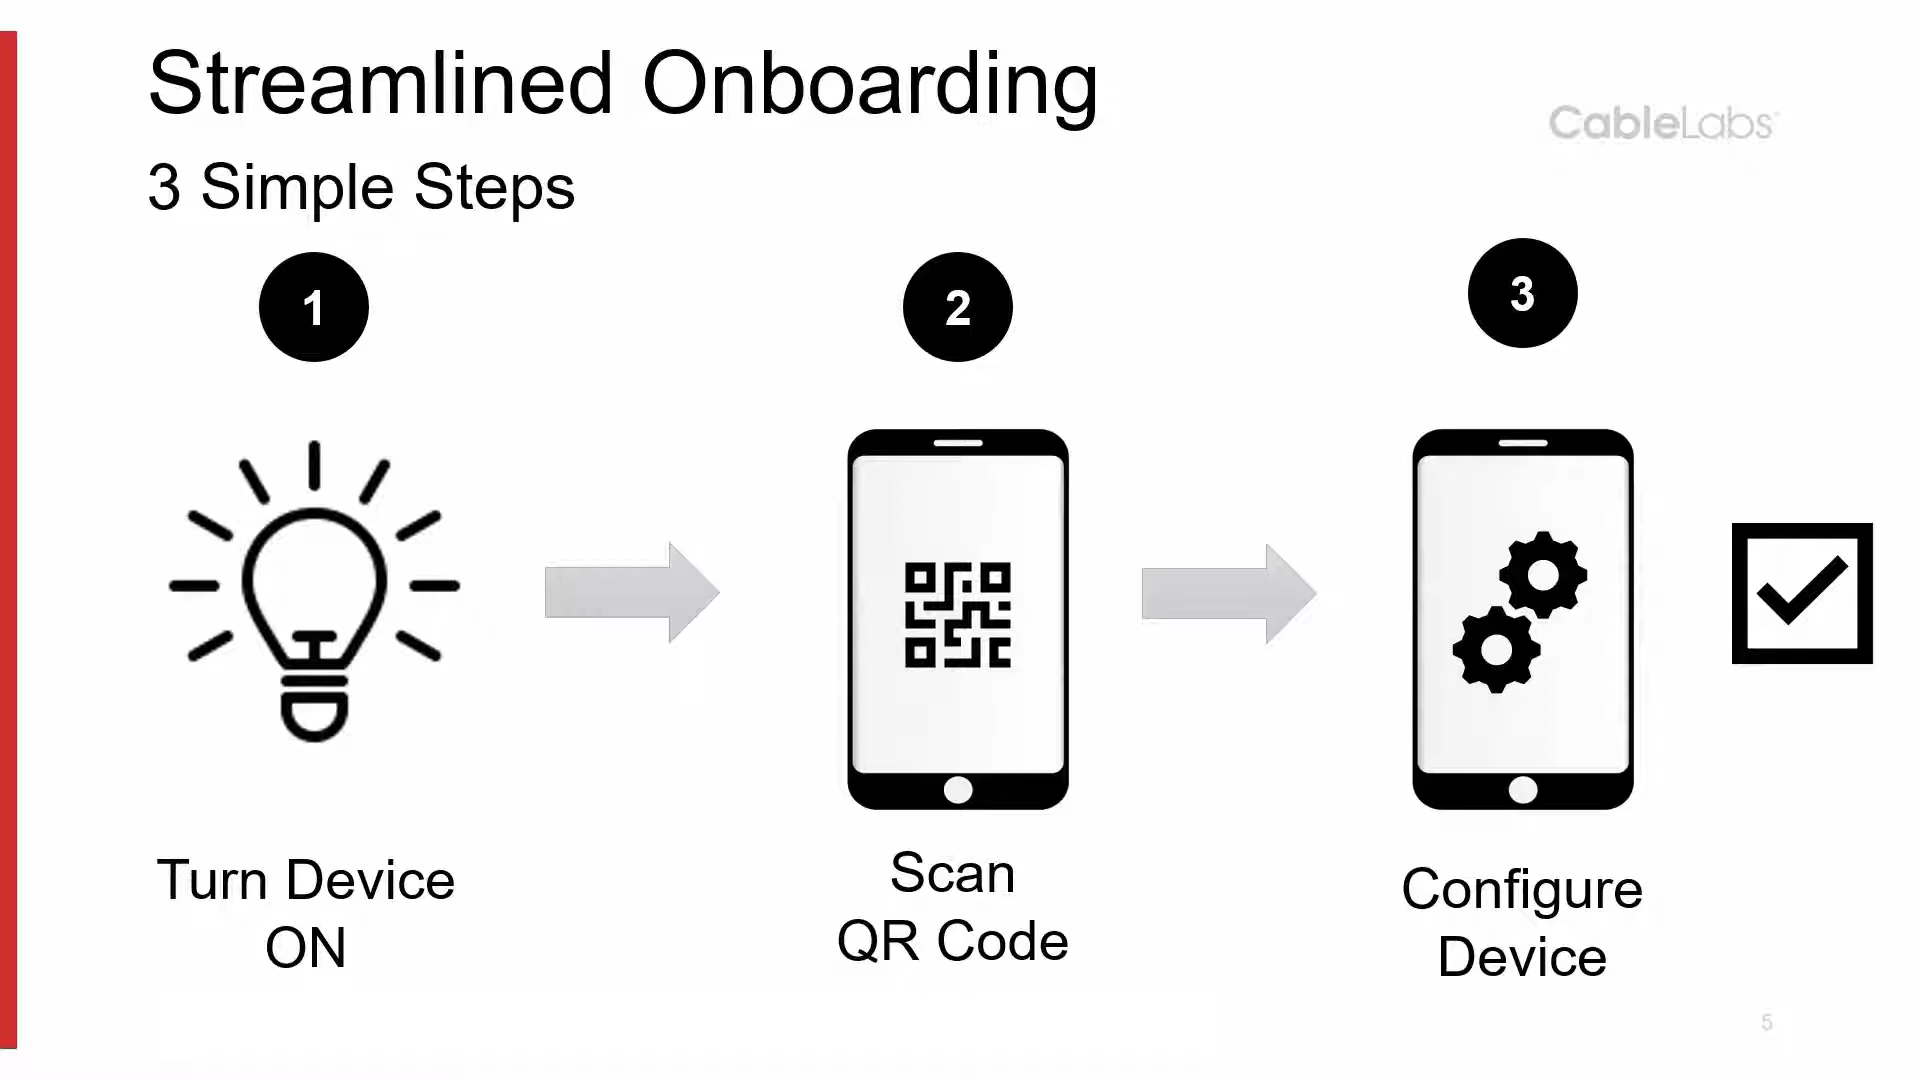 Streamlined Onboarding
CableLabs
3 Simple Steps
1
2
3
Turn Device
ON
Scan
QR Code
Configure
Device
5